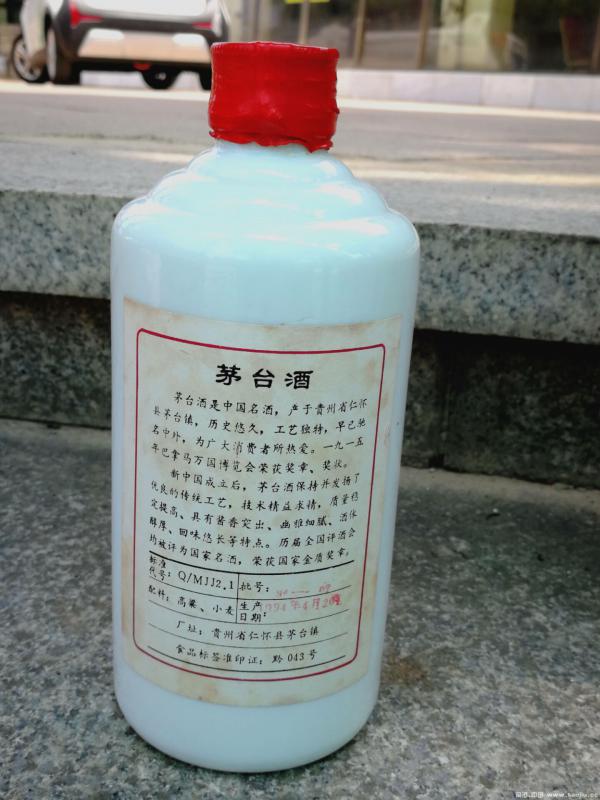 茅台酒
茅台酒是中国名酒，产于贵州省仁怀
县茅台镇，历史悠久，工艺独特，早已驰
名中外，为广大消费者所热爱。一九一五
年巴拿马万国博览会荣获奖章、奖状。
新中国成立后，茅台酒保持并发扬了
优良的传统工艺，技术精益求精，质量稳
定提高、具有酱香突出、幽雅细腻、酒体
醇厚、回味悠长等特点。历届全国评酒会
均被评为国家名酒，荣获国家金质奖章。
标准代号：Q/MJJ2.1 批号：
配料：高粱、小麦 生产日期：1994年4月
厂址：贵州省仁怀县茅台镇
食品标签准印证：黔043号